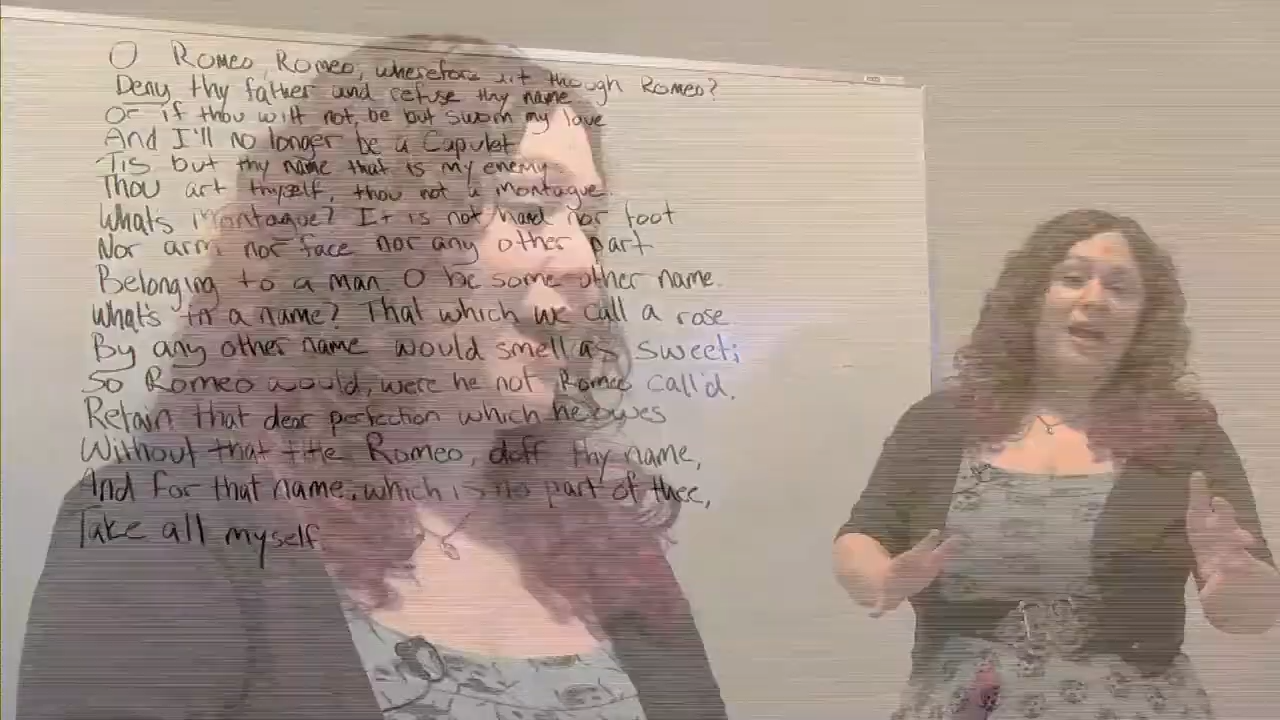 O Romeo, Romeo, wherefore art though Romeo?
Deny thy father and refuse thy name
Or if thou wilt not, be but sworn my love
And I'll no longer be a Capulet
Tis but thy name that is my enemy
Thou art thyself, thou not a montague.
Whats Montague? It is not hand nor foot
Nor arm nor face nor any other part
Belonging to a man O be some other name.
What's in a name? That which we call a rose
By any other name would smell as sweet;
So Romeo would, were he not Romeo call'd.
Retain that dear perfection which he owes
Without that title Romeo, doff thy name,
And for that name, which is no part of thee,
Take all myself